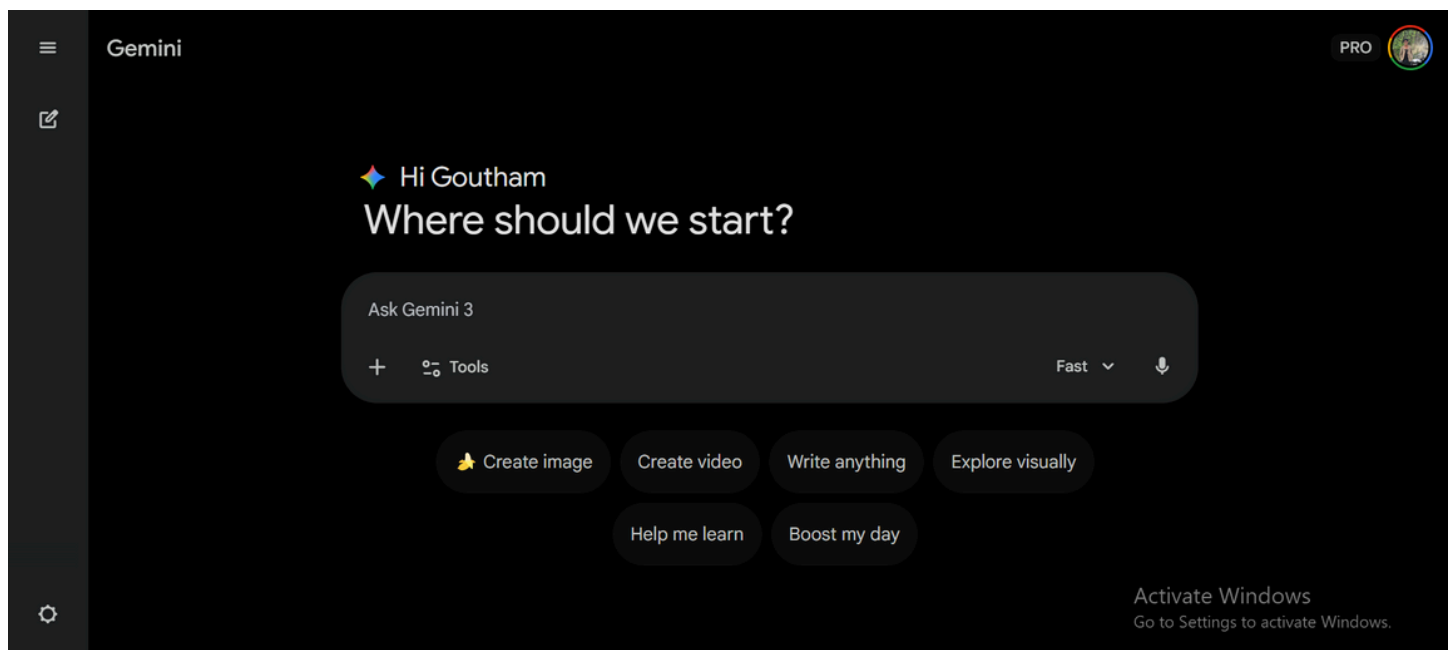 Gemini
PRO
Hi Goutham
Where should we start?
Ask Gemini 3
Tools
Fast
Create image
Create video
Write anything
Explore visually
Help me learn
Boost my day
Activate Windows
Go to Settings to activate Windows.